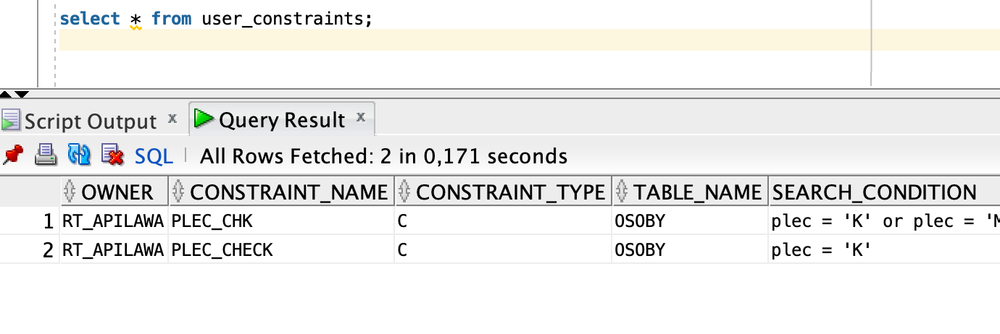 select * from user_constraints;
Script Output x
Query Result x
SQL | All Rows Fetched: 2 in 0,171 seconds
OWNER CONSTRAINT_NAME CONSTRAINT_TYPE TABLE_NAME SEARCH_CONDITION
1 RT_APILAWA PLEC_CHK C OSOBY plec = 'K' or plec = 'M
2 RT_APILAWA PLEC_CHECK C OSOBY plec = 'K'